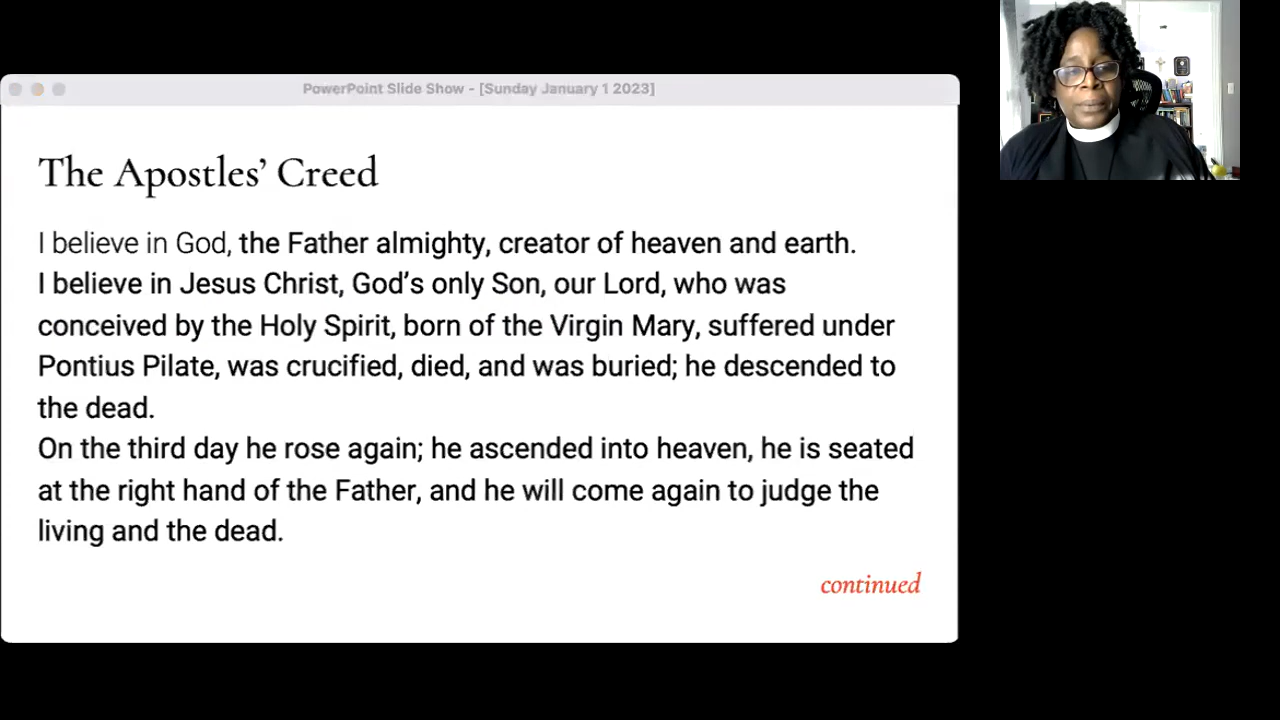 PowerPoint Slide Show - [Sunday January 1 2023]
The Apostles’ Creed
I believe in God, the Father almighty, creator of heaven and earth.
I believe in Jesus Christ, God’s only Son, our Lord, who was
conceived by the Holy Spirit, born of the Virgin Mary, suffered under
Pontius Pilate, was crucified, died, and was buried; he descended to
the dead.
On the third day he rose again; he ascended into heaven, he is seated
at the right hand of the Father, and he will come again to judge the
living and the dead.
continued